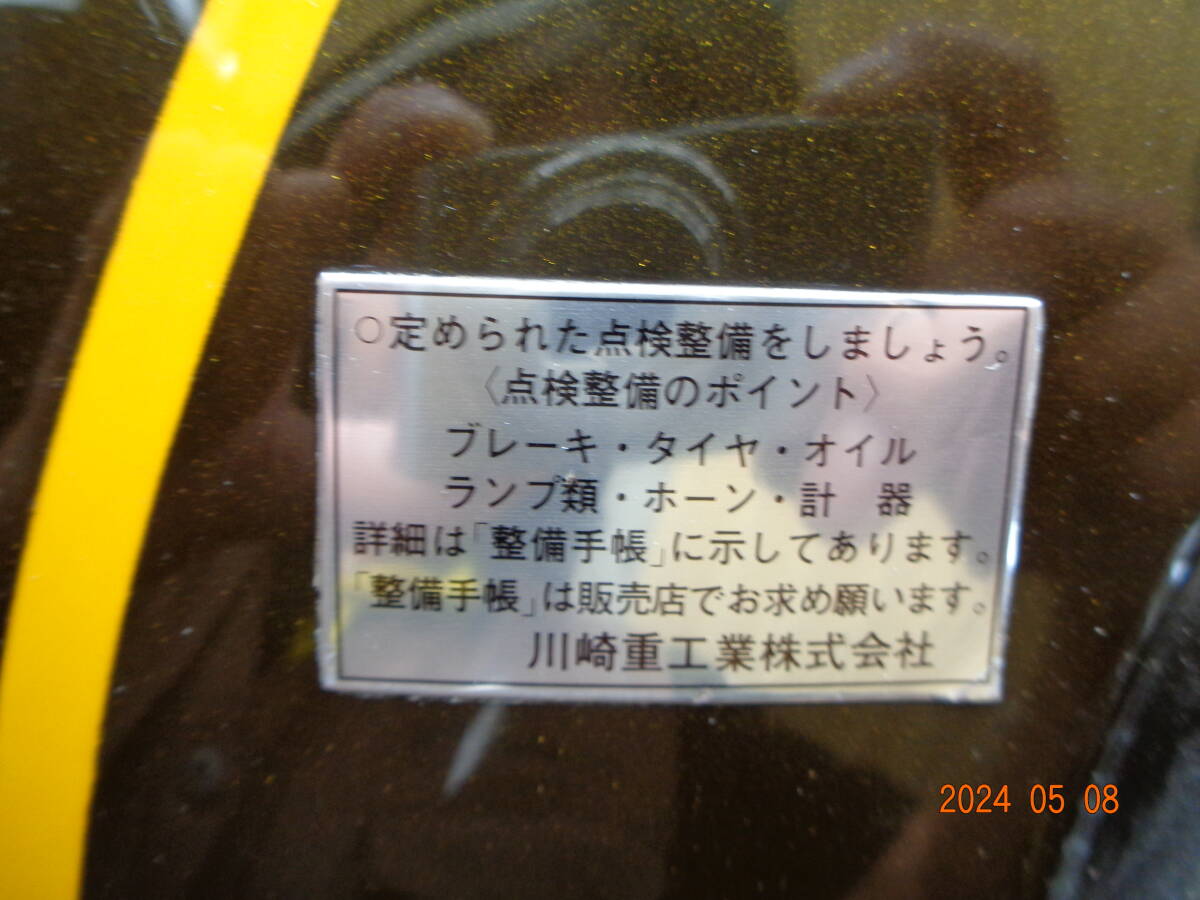 ○定められた点検整備をしましょう。
〈点検整備のポイント〉
ブレーキ・タイヤ・オイル
ランプ類・ホーン・計　器
詳細は「整備手帳」に示してあります。
「整備手帳」は販売店でお求め願います。
川崎重工業株式会社
2024 05 08